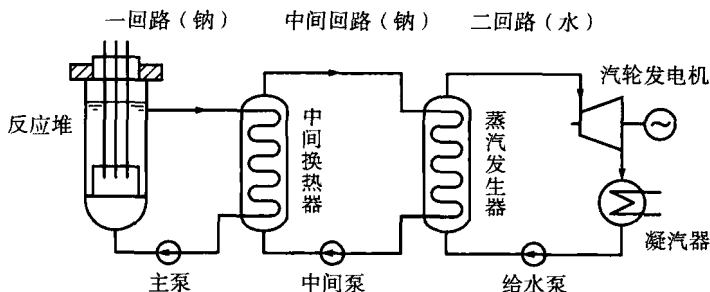 一回路（钠）
中间回路（钠）
二回路（水）
汽轮发电机
反应堆
中间换热器
蒸汽发生器
凝汽器
主泵
中间泵
给水泵